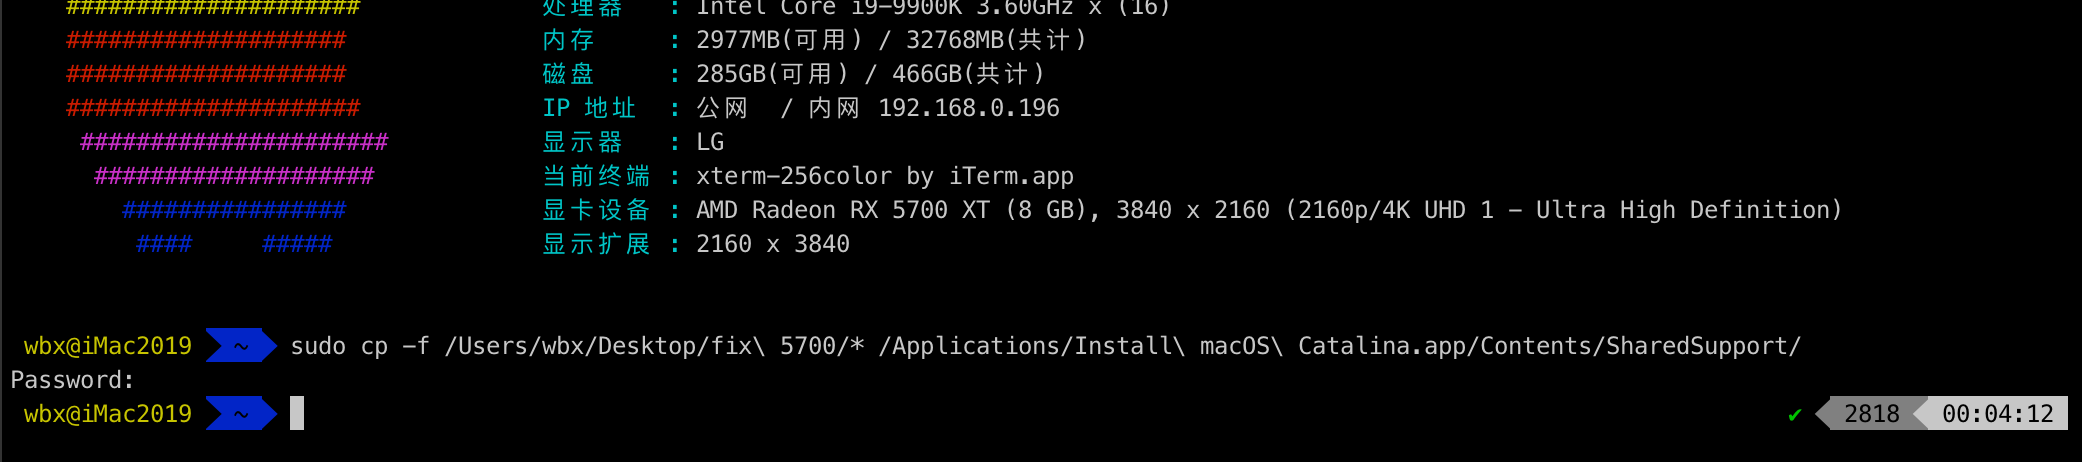 ##################### 处理器 : Intel Core i9-9900K 3.60GHz x (16)
#################### 内存 : 2977MB(可用) / 32768MB(共计)
#################### 磁盘 : 285GB(可用) / 466GB(共计)
##################### IP 地址 : 公网 / 内网 192.168.0.196
###################### 显示器 : LG
#################### 当前终端 : xterm-256color by iTerm.app
################ 显卡设备 : AMD Radeon RX 5700 XT (8 GB), 3840 x 2160 (2160p/4K UHD 1 - Ultra High Definition)
#### ##### 显示扩展 : 2160 x 3840
wbx@iMac2019 ~ sudo cp -f /Users/wbx/Desktop/fix\ 5700/* /Applications/Install\ macOS\ Catalina.app/Contents/SharedSupport/
Password:
wbx@iMac2019 ~ ✔ 2818 00:04:12